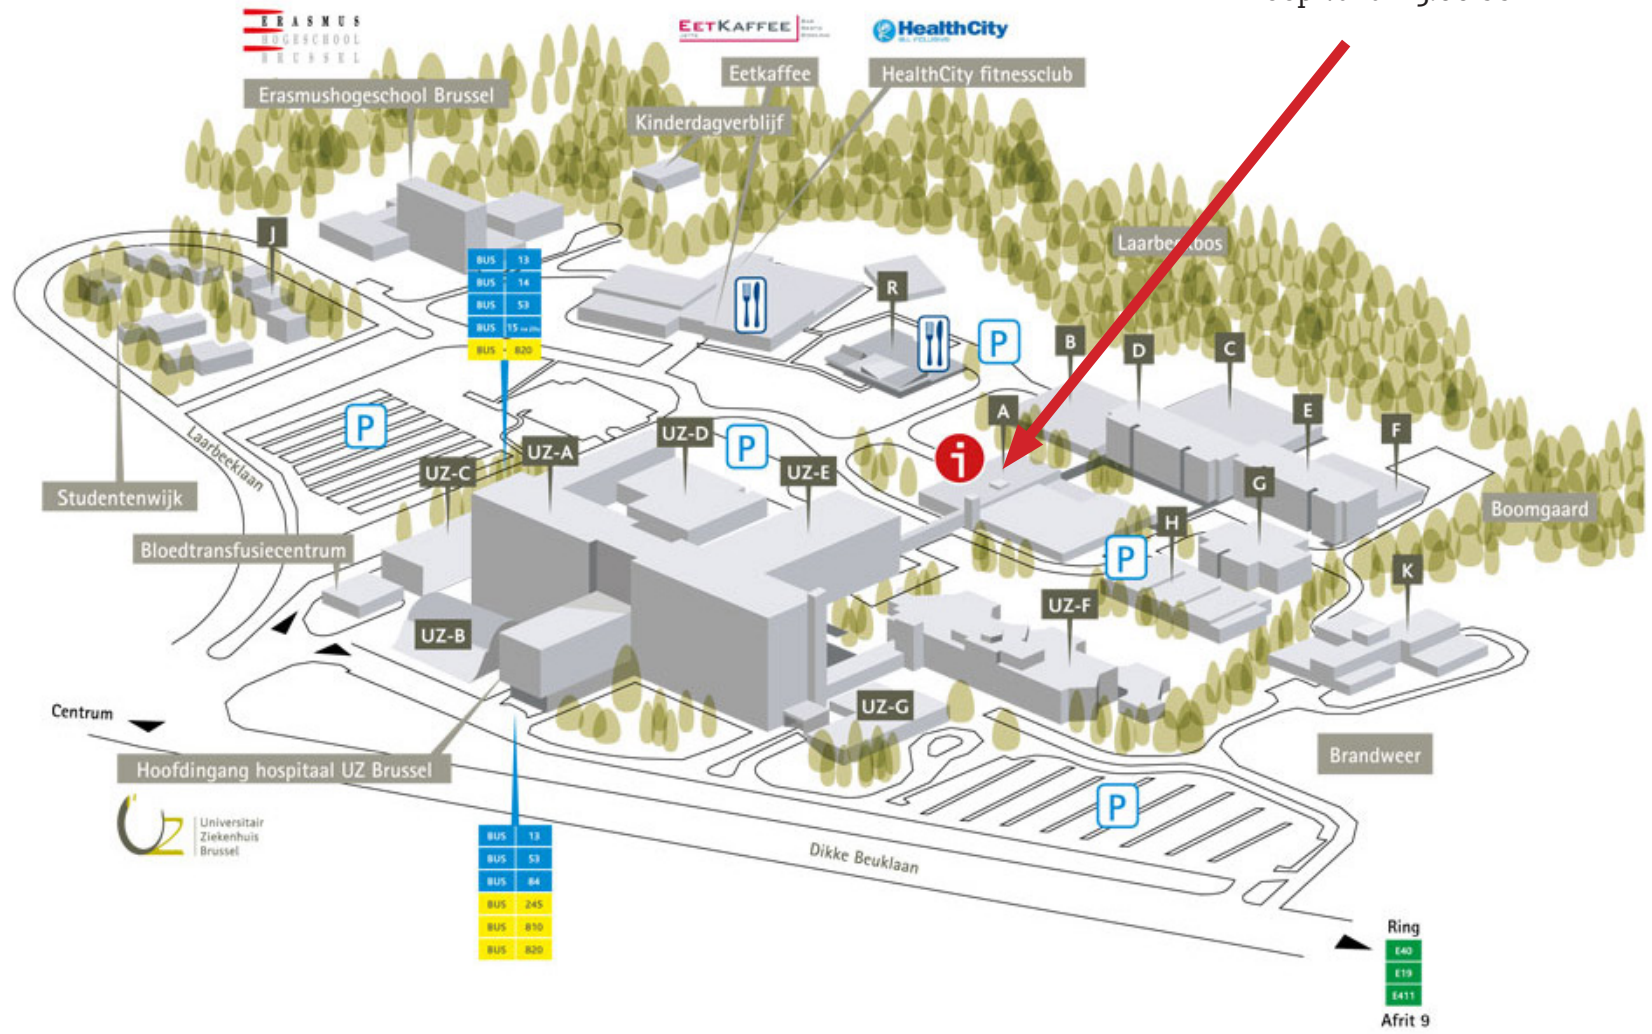 ERASMUS
HOGESCHOOL
BRUSSEL
EETKAFFEE
JETTE
HealthCity
Eetkaffee
HealthCity fitnessclub
Erasmushogeschool Brussel
Kinderdagverblijf
Laarbeekbos
J
BUS 13
BUS 14
BUS 53
BUS 15
BUS 820
R
P
B
D
C
A
E
F
P
UZ-D
P
UZ-A
UZ-C
UZ-E
i
G
Laarbeeklaan
Studentenwijk
Boomgaard
H
Bloedtransfusiecentrum
P
K
UZ-F
UZ-B
UZ-G
Centrum
Brandweer
Hoofdingang hospitaal UZ Brussel
P
UZ
Universitair
Ziekenhuis
Brussel
BUS 13
BUS 53
BUS 84
BUS 245
BUS 810
BUS 820
Dikke Beuklaan
Ring
E40
E19
E411
Afrit 9